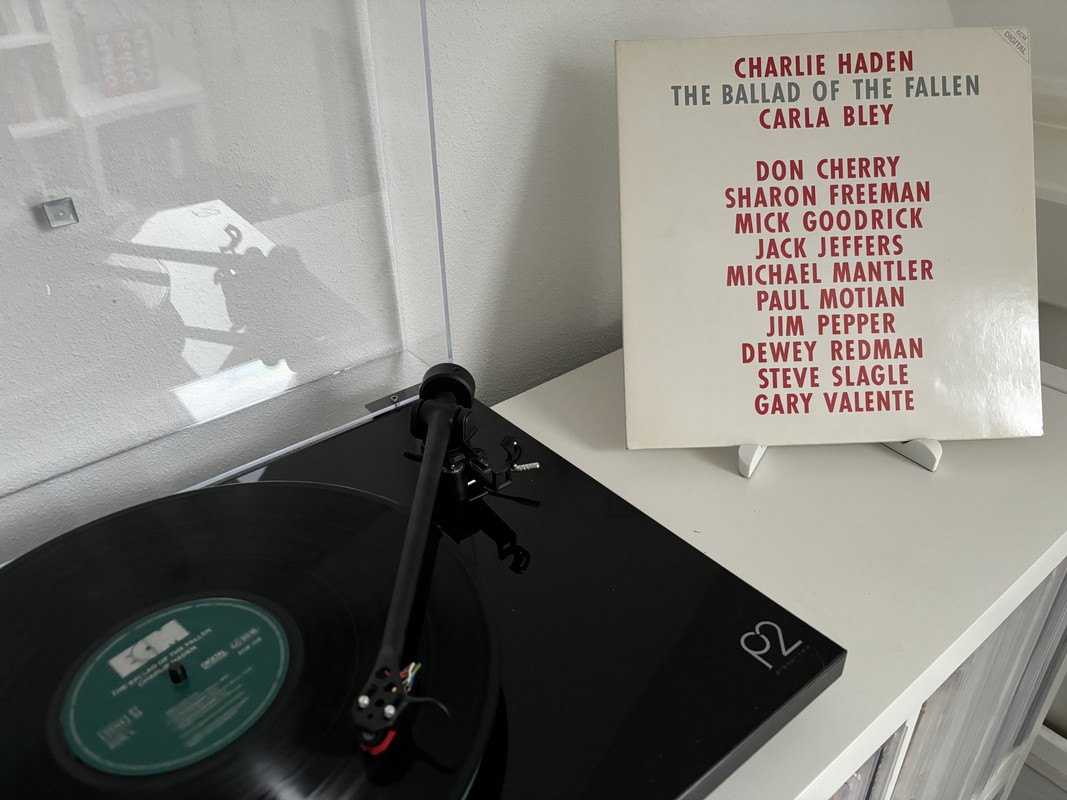 ECM
DIGITAL
CHARLIE HADEN
THE BALLAD OF THE FALLEN
CARLA BLEY
DON CHERRY
SHARON FREEMAN
MICK GOODRICK
JACK JEFFERS
MICHAEL MANTLER
PAUL MOTIAN
JIM PEPPER
DEWEY REDMAN
STEVE SLAGLE
GARY VALENTE
P2
ECM
THE BALLAD OF THE FALLEN
CHARLIE HADEN
DIGITAL